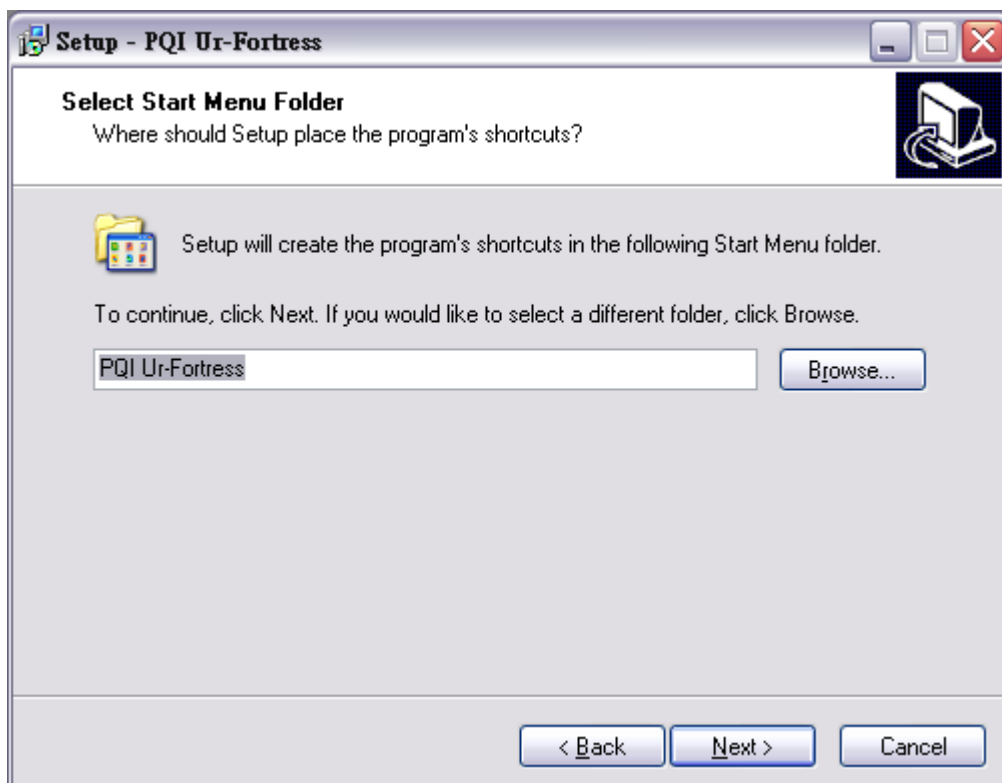 Setup - PQI Ur-Fortress
Select Start Menu Folder
Where should Setup place the program's shortcuts?
Setup will create the program's shortcuts in the following Start Menu folder.
To continue, click Next. If you would like to select a different folder, click Browse.
PQI Ur-Fortress
Browse...
< Back
Next >
Cancel